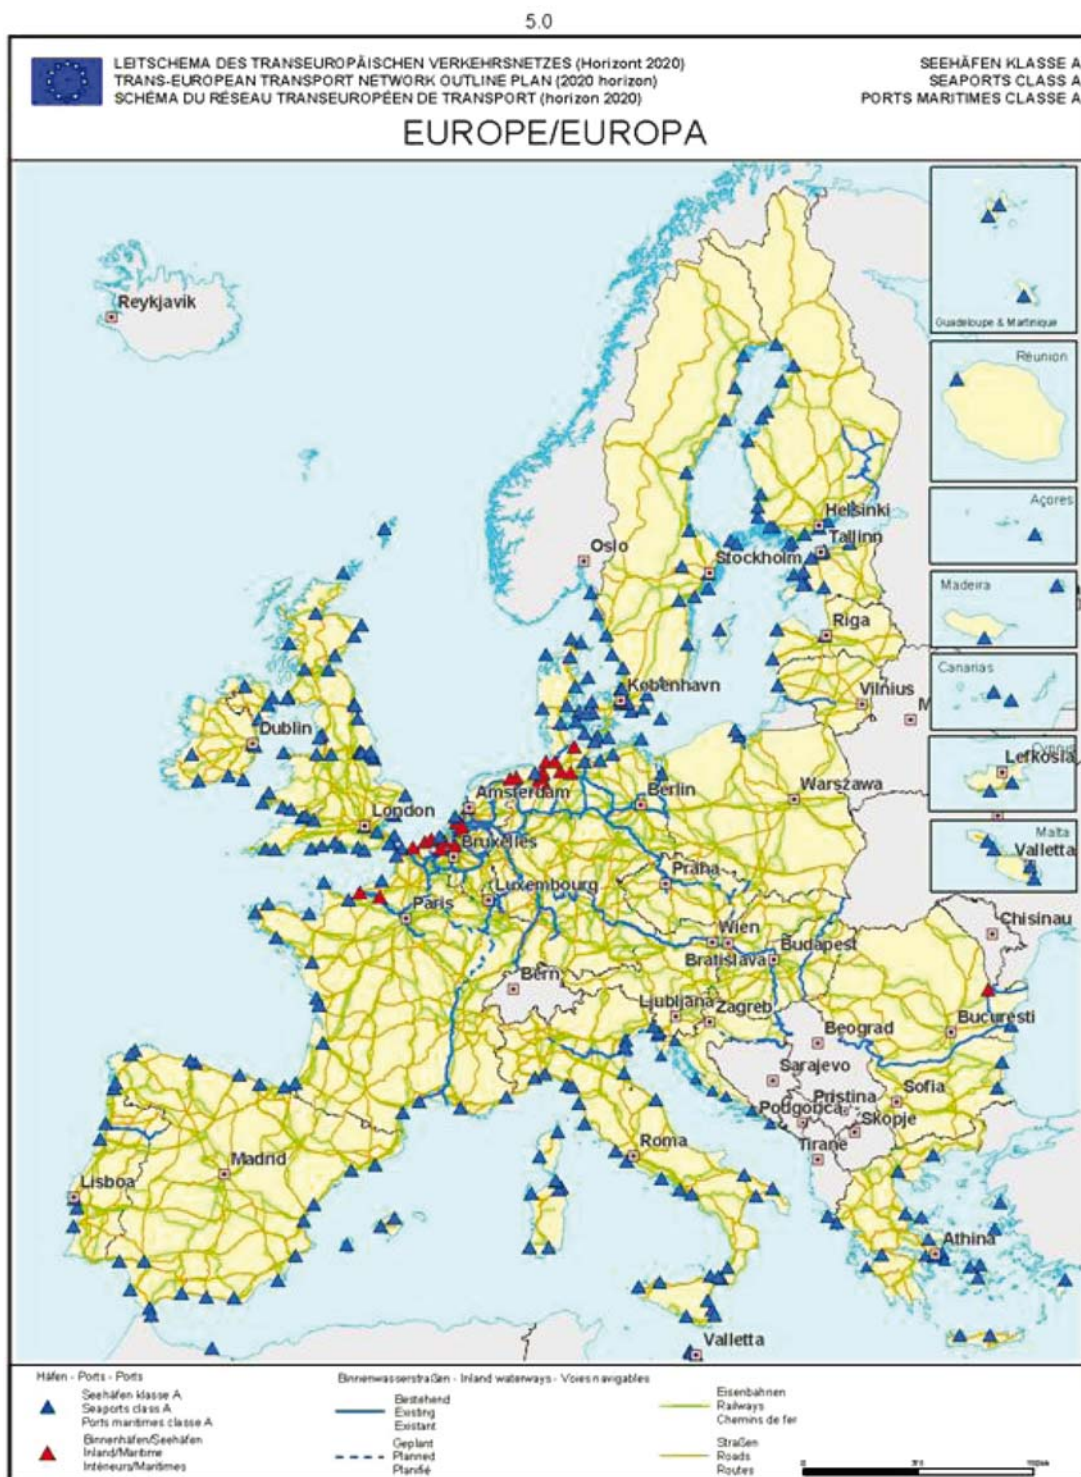 5.0
LEITSCHEMA DES TRANSEUROPÄISCHEN VERKEHRSNETZES (Horizont 2020)
TRANS-EUROPEAN TRANSPORT NETWORK OUTLINE PLAN (2020 horizon)
SCHÉMA DU RÉSEAU TRANSEUROPÉEN DE TRANSPORT (horizon 2020)
SEEHÄFEN KLASSE A
SEAPORTS CLASS A
PORTS MARITIMES CLASSE A
EUROPE/EUROPA
Guadeloupe & Martinique
Réunion
Açores
Madeira
Canarias
Lefkosia
Malta
Valletta
Reykjavik
Helsinki
Tallinn
Oslo
Stockholm
Riga
København
Vilnius
M
Dublin
Amsterdam
Berlin
Warszawa
London
Bruxelles
Praha
Luxembourg
Paris
Chisinau
Wien
Budapest
Bratislava
Bern
Ljubljana
Zagreb
Bucuresti
Beograd
Sarajevo
Sofia
Pristina
Podgorica
Skopje
Tirane
Roma
Madrid
Lisboa
Athina
Valletta
Häfen - Ports - Ports
Seehäfen klasse A
Seaports class A
Ports maritimes classe A
Binnenhäfen/Seehäfen
Inland/Maritime
Intérieurs/Maritimes
Binnenwasserstraßen - Inland waterways - Voies navigables
Bestehend
Existing
Existant
Geplant
Planned
Planifié
Eisenbahnen
Railways
Chemins de fer
Straßen
Roads
Routes